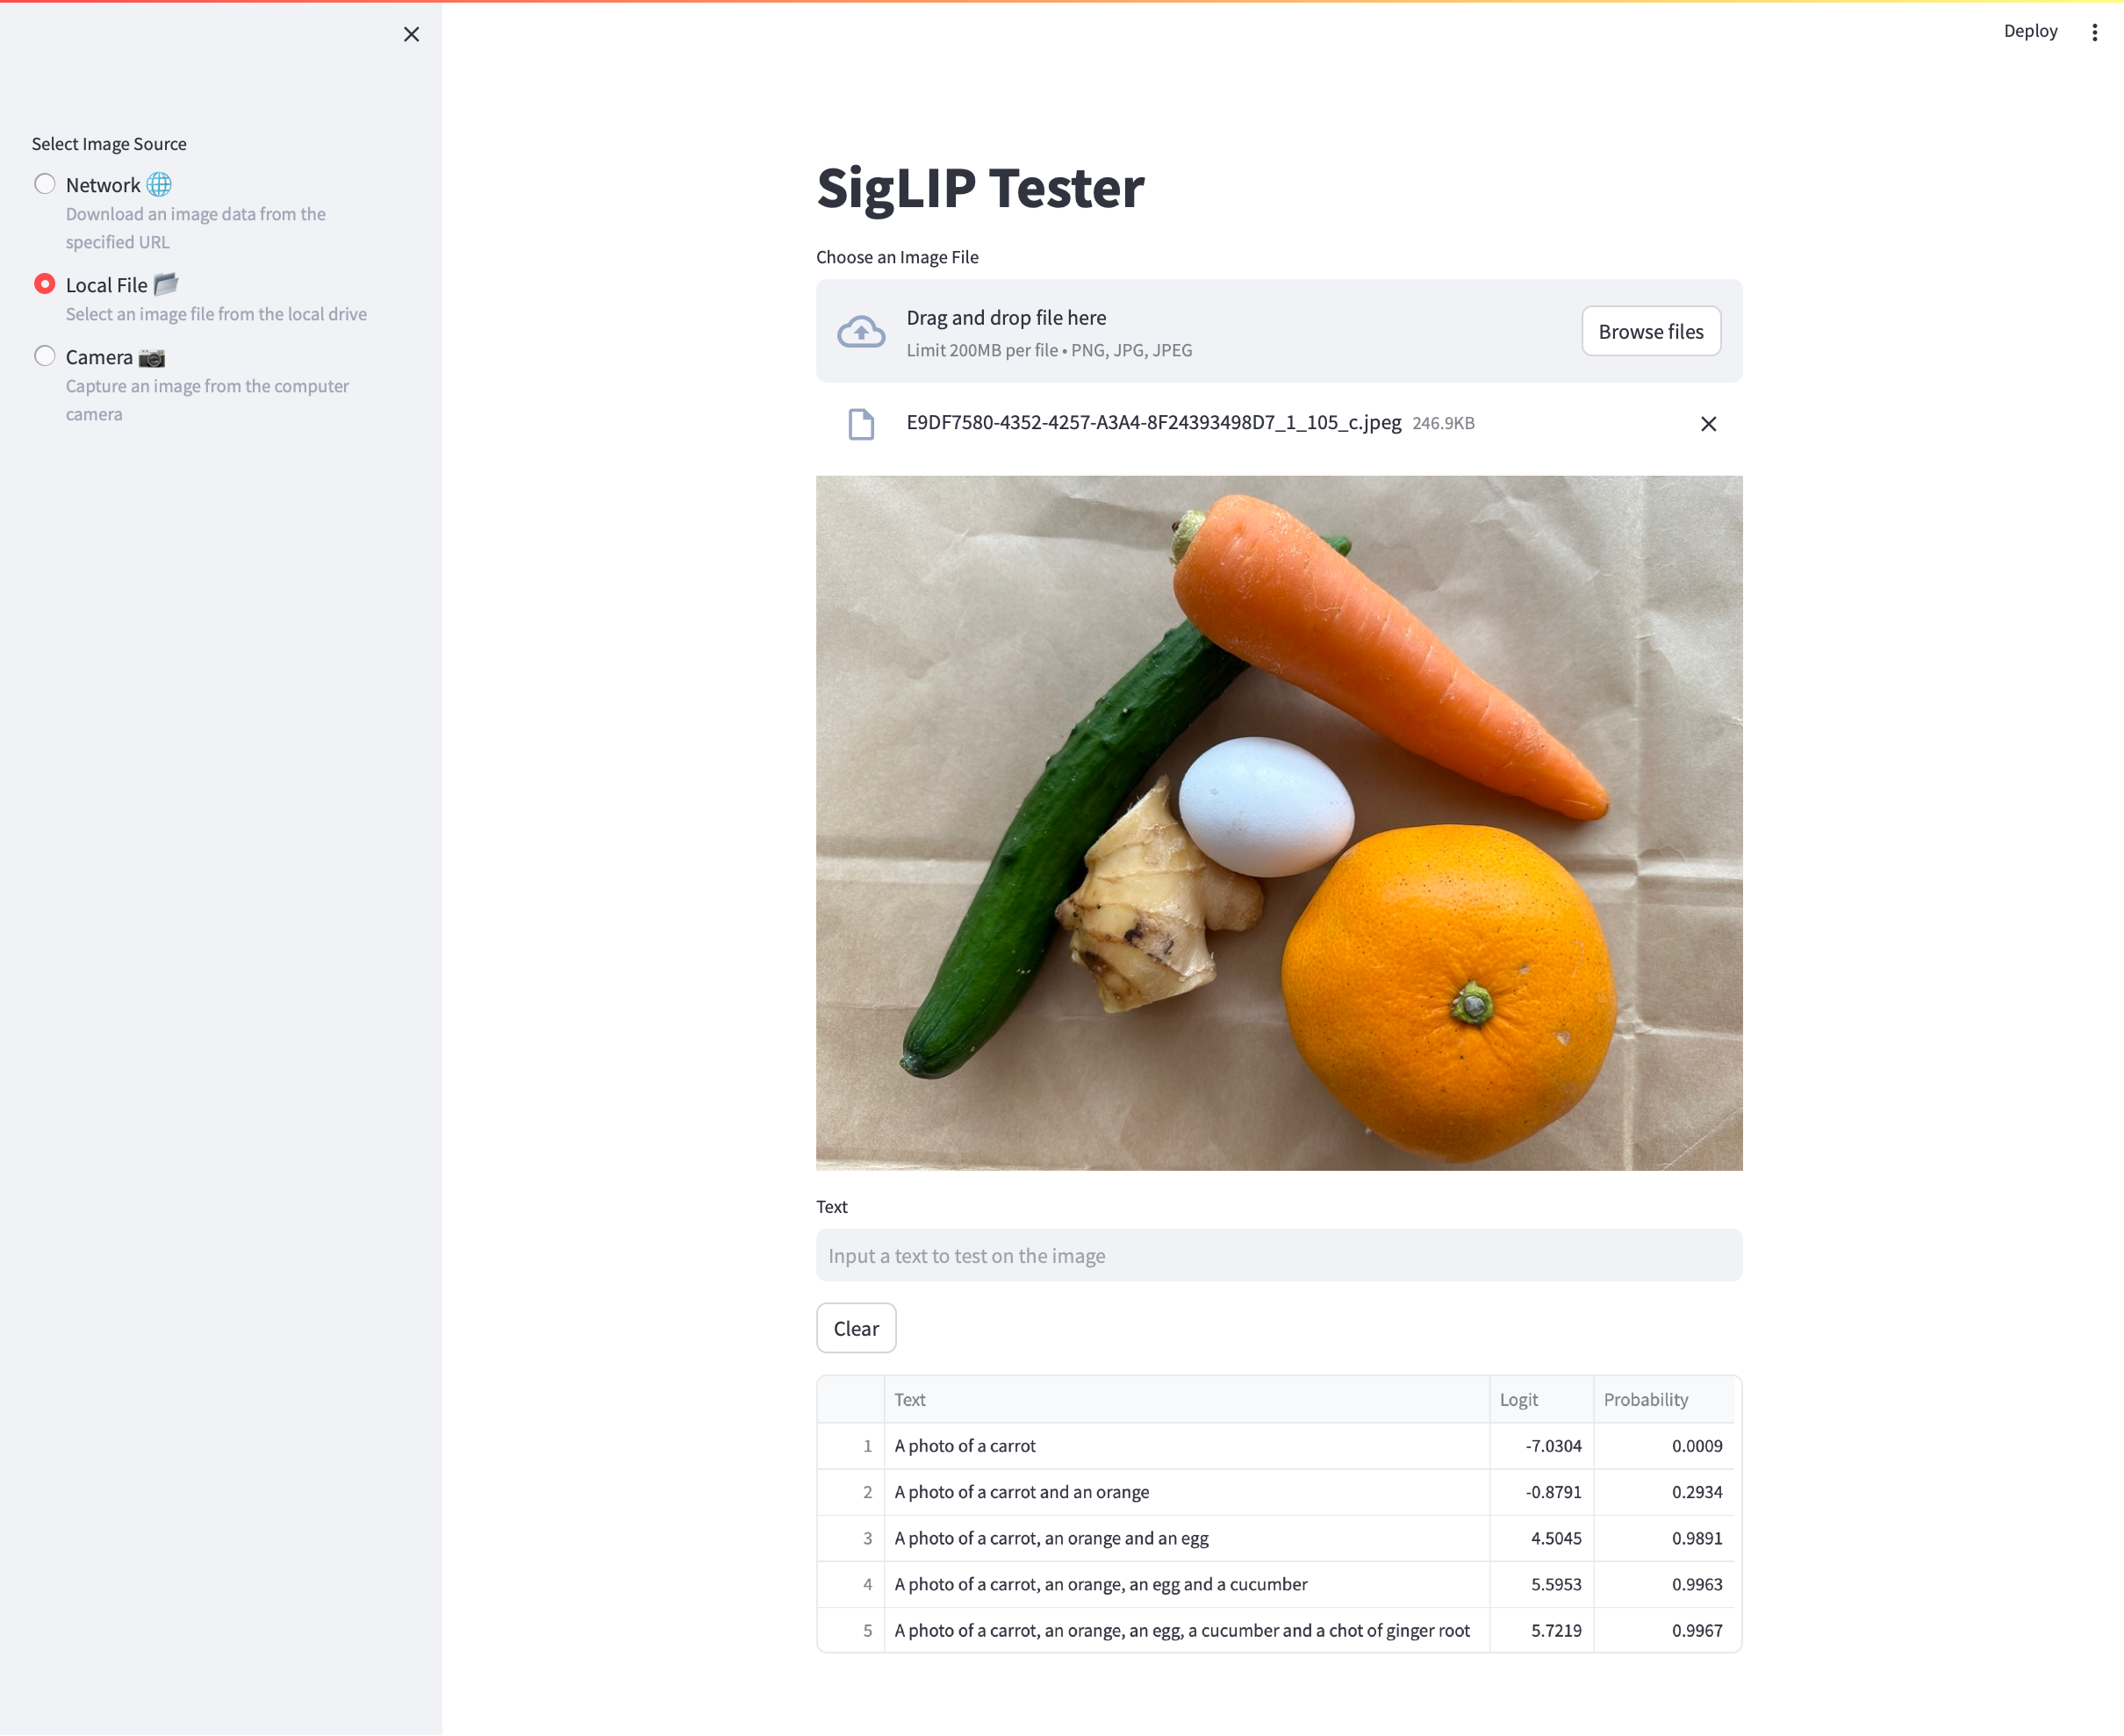 Deploy
Select Image Source
Network
Download an image data from the
specified URL
Local File
Select an image file from the local drive
Camera
Capture an image from the computer
camera
SigLIP Tester
Choose an Image File
Drag and drop file here
Limit 200MB per file • PNG, JPG, JPEG
Browse files
E9DF7580-4352-4257-A3A4-8F24393498D7_1_105_c.jpeg 246.9KB
Text
Input a text to test on the image
Clear
Text Logit Probability
1 A photo of a carrot -7.0304 0.0009
2 A photo of a carrot and an orange -0.8791 0.2934
3 A photo of a carrot, an orange and an egg 4.5045 0.9891
4 A photo of a carrot, an orange, an egg and a cucumber 5.5953 0.9963
5 A photo of a carrot, an orange, an egg, a cucumber and a chot of ginger root 5.7219 0.9967